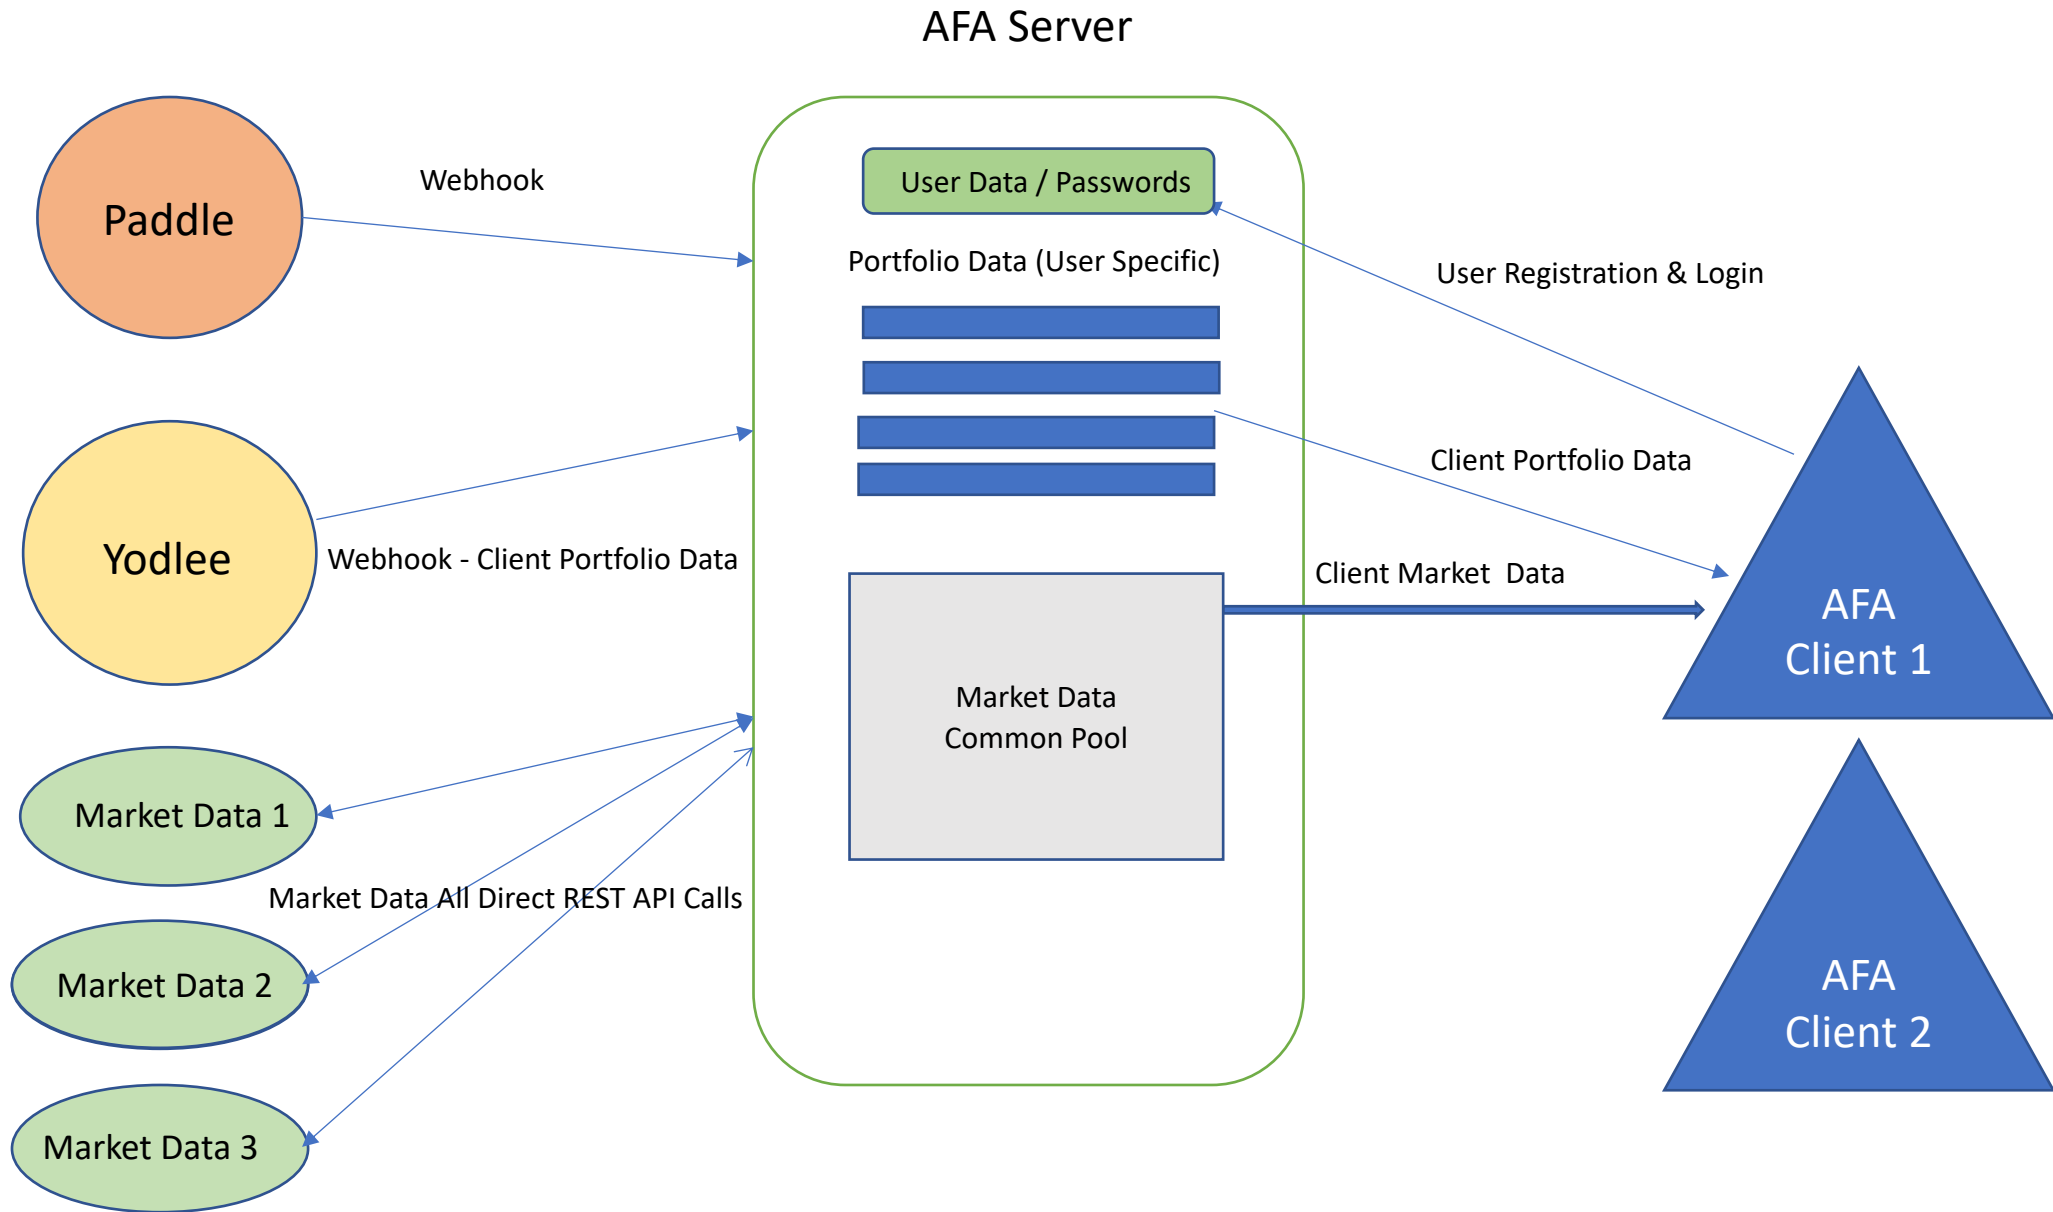 AFA Server
Paddle
Webhook
User Data / Passwords
Portfolio Data (User Specific)
User Registration & Login
Yodlee
Webhook - Client Portfolio Data
Client Portfolio Data
Client Market Data
AFA
Client 1
Market Data
Common Pool
Market Data 1
Market Data All Direct REST API Calls
Market Data 2
Market Data 3
AFA
Client 2